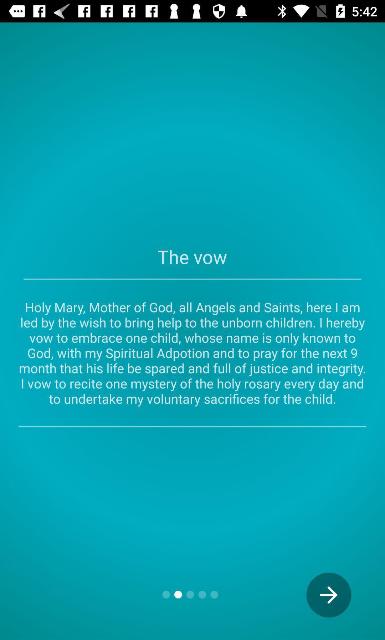 5:42
The vow
Holy Mary, Mother of God, all Angels and Saints, here I am
led by the wish to bring help to the unborn children. I hereby
vow to embrace one child, whose name is only known to
God, with my Spiritual Adpotion and to pray for the next 9
month that his life be spared and full of justice and integrity.
I vow to recite one mystery of the holy rosary every day and
to undertake my voluntary sacrifices for the child.